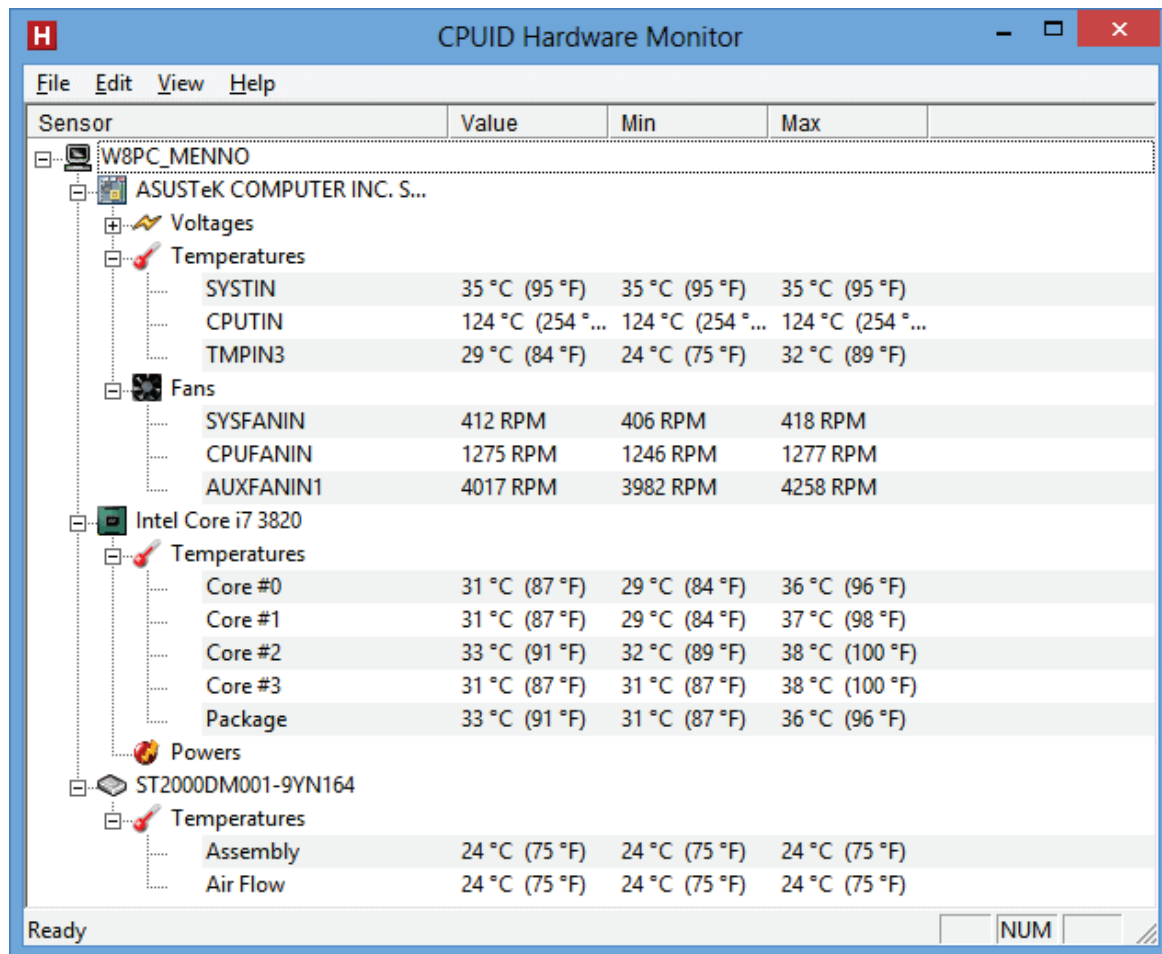 H CPUID Hardware Monitor
File Edit View Help
Sensor Value Min Max
W8PC_MENNO
ASUSTeK COMPUTER INC. S...
Voltages
Temperatures
SYSTIN 35 °C (95 °F) 35 °C (95 °F) 35 °C (95 °F)
CPUTIN 124 °C (254 °... 124 °C (254 °... 124 °C (254 °...
TMPIN3 29 °C (84 °F) 24 °C (75 °F) 32 °C (89 °F)
Fans
SYSFANIN 412 RPM 406 RPM 418 RPM
CPUFANIN 1275 RPM 1246 RPM 1277 RPM
AUXFANIN1 4017 RPM 3982 RPM 4258 RPM
Intel Core i7 3820
Temperatures
Core #0 31 °C (87 °F) 29 °C (84 °F) 36 °C (96 °F)
Core #1 31 °C (87 °F) 29 °C (84 °F) 37 °C (98 °F)
Core #2 33 °C (91 °F) 32 °C (89 °F) 38 °C (100 °F)
Core #3 31 °C (87 °F) 31 °C (87 °F) 38 °C (100 °F)
Package 33 °C (91 °F) 31 °C (87 °F) 36 °C (96 °F)
Powers
ST2000DM001-9YN164
Temperatures
Assembly 24 °C (75 °F) 24 °C (75 °F) 24 °C (75 °F)
Air Flow 24 °C (75 °F) 24 °C (75 °F) 24 °C (75 °F)
Ready NUM